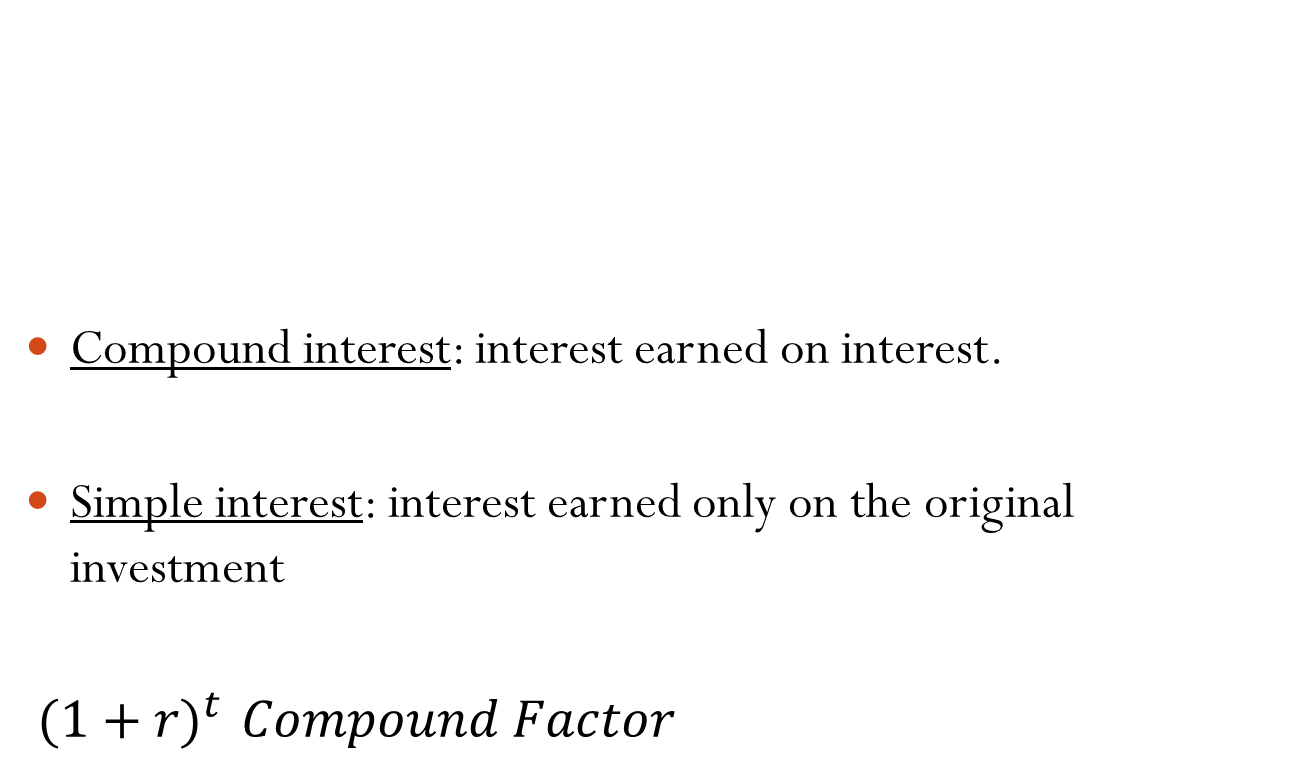 • Compound interest: interest earned on interest.
• Simple interest: interest earned only on the original
investment
(1 + r)^t Compound Factor